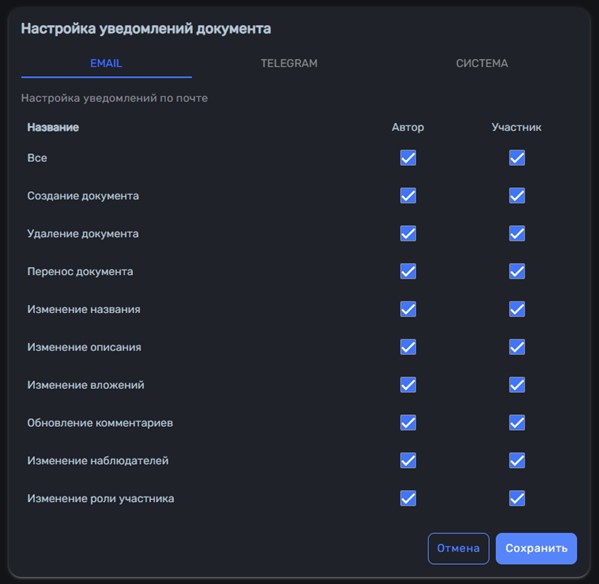 Настройка уведомлений документа
EMAIL TELEGRAM СИСТЕМА
Настройка уведомлений по почте
Название Автор Участник
Все
Создание документа
Удаление документа
Перенос документа
Изменение названия
Изменение описания
Изменение вложений
Обновление комментариев
Изменение наблюдателей
Изменение роли участника
Отмена Сохранить